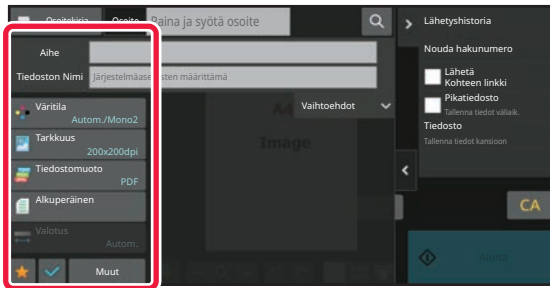 Osoitekirja
Osoite
Paina ja syötä osoite
Lähetyshistoria
Aihe
Nouda hakunumero
Tiedoston Nimi
Järjestelmäasetusten määrittämä
Lähetä
Kohteen linkki
Väritila
Autom./Mono2
A4
Vaihtoehdot
Pikatiedosto
Tallenna tiedot väliaik.
Tarkkuus
200x200dpi
Image
Tiedosto
Tallenna tiedot kansioon
Tiedostomuoto
PDF
Alkuperäinen
CA
Valotus
Autom.
Aloita
Muut